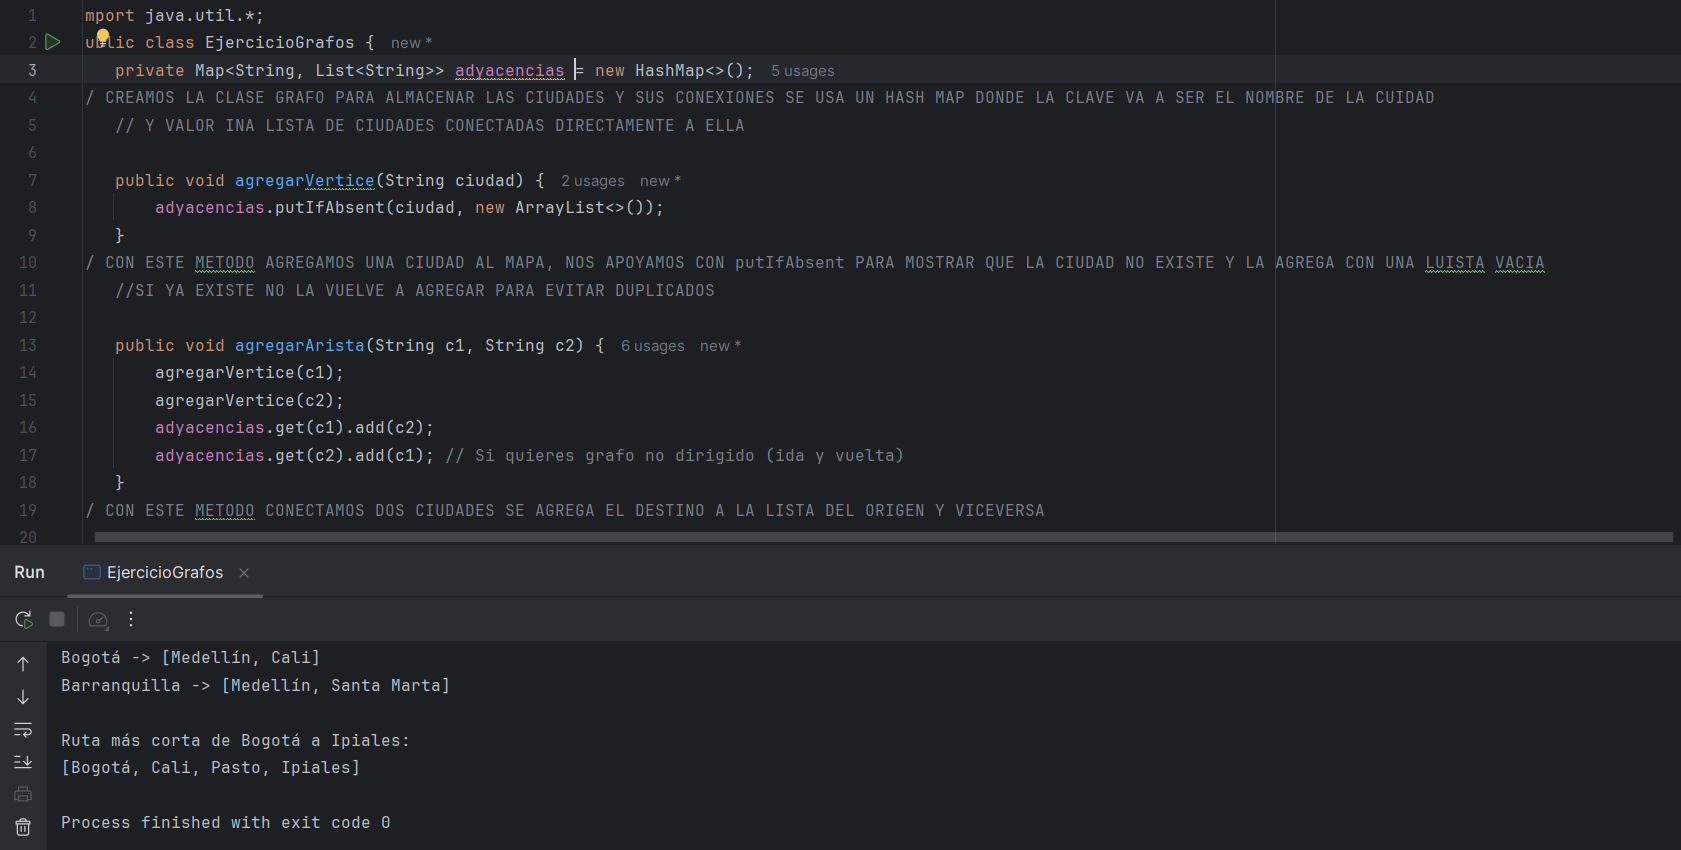 1 mport java.util.*;
2 ublic class EjercicioGrafos { new *
3 private Map<String, List<String>> adyacencias = new HashMap<>(); 5 usages
4 / CREAMOS LA CLASE GRAFO PARA ALMACENAR LAS CIUDADES Y SUS CONEXIONES SE USA UN HASH MAP DONDE LA CLAVE VA A SER EL NOMBRE DE LA CUIDAD
5 // Y VALOR INA LISTA DE CIUDADES CONECTADAS DIRECTAMENTE A ELLA
6
7 public void agregarVertice(String ciudad) { 2 usages new *
8 adyacencias.putIfAbsent(ciudad, new ArrayList<>());
9 }
10 / CON ESTE METODO AGREGAMOS UNA CIUDAD AL MAPA, NOS APOYAMOS CON putIfAbsent PARA MOSTRAR QUE LA CIUDAD NO EXISTE Y LA AGREGA CON UNA LUISTA VACIA
11 //SI YA EXISTE NO LA VUELVE A AGREGAR PARA EVITAR DUPLICADOS
12
13 public void agregarArista(String c1, String c2) { 6 usages new *
14 agregarVertice(c1);
15 agregarVertice(c2);
16 adyacencias.get(c1).add(c2);
17 adyacencias.get(c2).add(c1); // Si quieres grafo no dirigido (ida y vuelta)
18 }
19 / CON ESTE METODO CONECTAMOS DOS CIUDADES SE AGREGA EL DESTINO A LA LISTA DEL ORIGEN Y VICEVERSA
20
Run EjercicioGrafos
Bogotá -> [Medellín, Cali]
Barranquilla -> [Medellín, Santa Marta]
Ruta más corta de Bogotá a Ipiales:
[Bogotá, Cali, Pasto, Ipiales]
Process finished with exit code 0